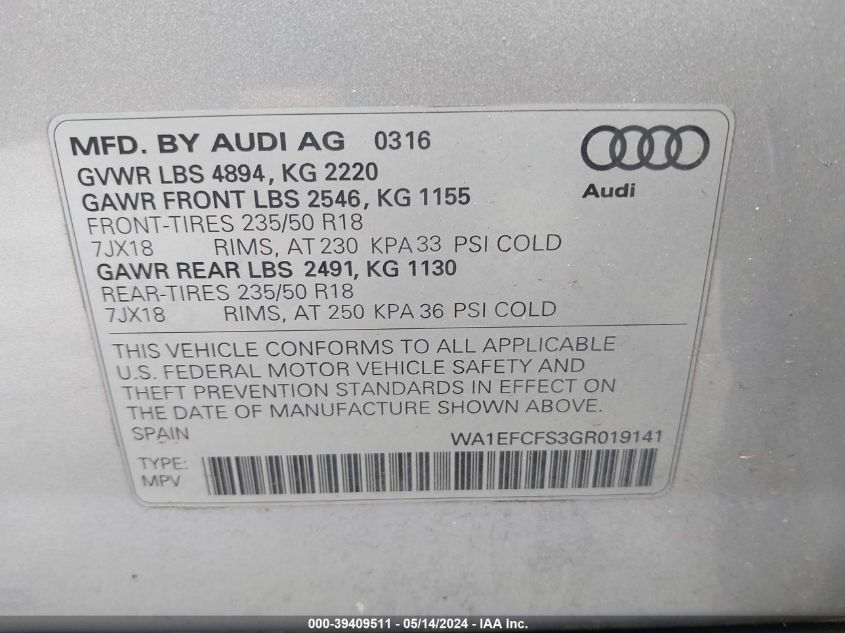 MFD. BY AUDI AG 0316
GVWR LBS 4894, KG 2220
GAWR FRONT LBS 2546, KG 1155
FRONT-TIRES 235/50 R18
7JX18 RIMS, AT 230 KPA 33 PSI COLD
GAWR REAR LBS 2491, KG 1130
REAR-TIRES 235/50 R18
7JX18 RIMS, AT 250 KPA 36 PSI COLD
Audi
THIS VEHICLE CONFORMS TO ALL APPLICABLE
U.S. FEDERAL MOTOR VEHICLE SAFETY AND
THEFT PREVENTION STANDARDS IN EFFECT ON
THE DATE OF MANUFACTURE SHOWN ABOVE.
SPAIN WA1EFCFS3GR019141
TYPE:
MPV
000-39409511 - 05/14/2024 - IAA Inc.